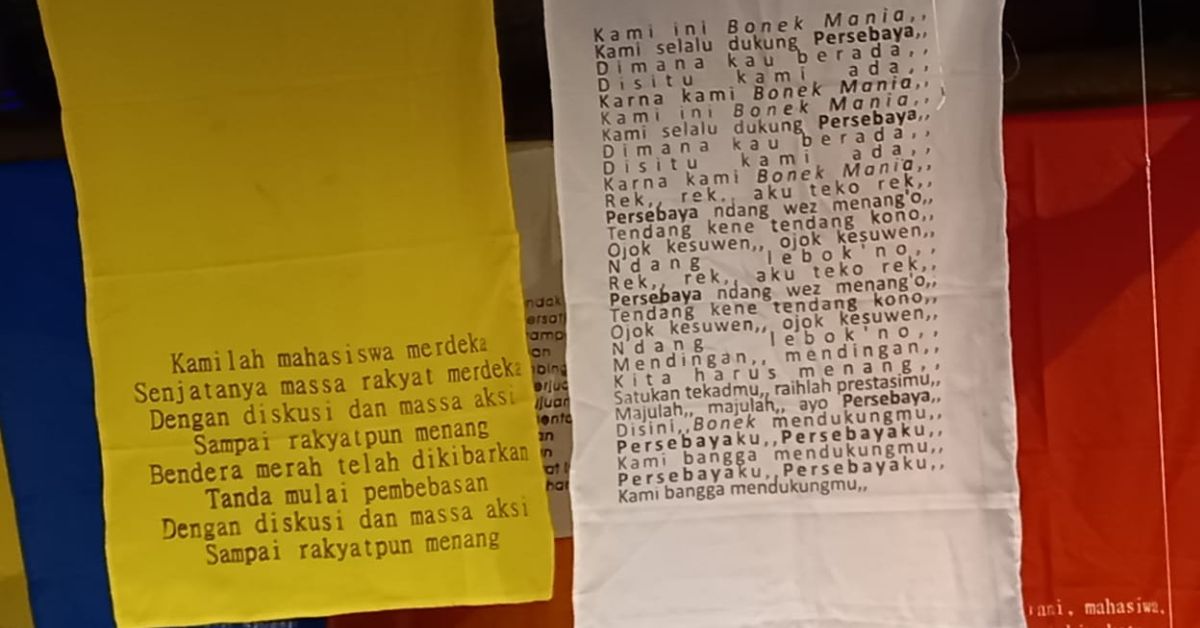 Kamilah mahasiswa merdeka
Senjatanya massa rakyat merdeka
Dengan diskusi dan massa aksi
Sampai rakyatpun menang
Bendera merah telah dikibarkan
Tanda mulai pembebasan
Dengan diskusi dan massa aksi
Sampai rakyatpun menang
Kami ini Bonek Mania,,
Kami selalu dukung Persebaya,,
Dimana kau berada,,
Disitu kami ada,,
Karna kami Bonek Mania,,
Kami ini Bonek Mania,,
Kami selalu dukung Persebaya,,
Dimana kau berada,,
Disitu kami ada,,
Karna kami Bonek Mania,,
Rek,, rek,, aku teko rek,,
Persebaya ndang wez menang'o,,
Tendang kene tendang kono,,
Ojok kesuwen,, ojok kesuwen,,
Ndang lebok'no,,
Rek,, rek,, aku teko rek,,
Persebaya ndang wez menang'o,,
Tendang kene tendang kono,,
Ojok kesuwen,, ojok kesuwen,,
Ndang lebok'no,,
Mendingan,, mendingan,,
Kita harus menang,,
Satukan tekadmu,, raihlah prestasimu,,
Majulah,, majulah,, ayo Persebaya,,
Disini,,Bonek mendukungmu,,
Persebayaku,,Persebayaku,,
Kami bangga mendukungmu,,
Persebayaku,,Persebayaku,,
Kami bangga mendukungmu,,
mahasiwa,